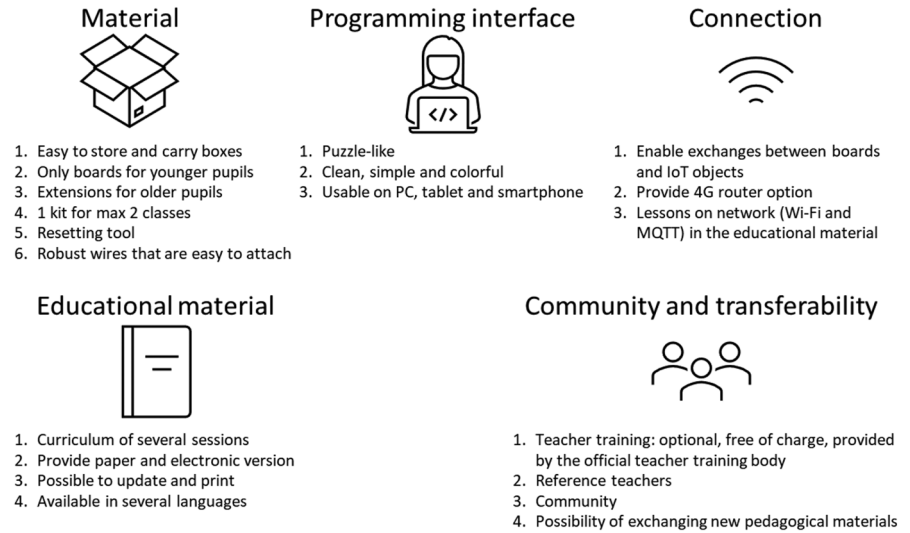 Material
1. Easy to store and carry boxes
2. Only boards for younger pupils
3. Extensions for older pupils
4. 1 kit for max 2 classes
5. Resetting tool
6. Robust wires that are easy to attach
Programming interface
</>
1. Puzzle-like
2. Clean, simple and colorful
3. Usable on PC, tablet and smartphone
Connection
1. Enable exchanges between boards
and IoT objects
2. Provide 4G router option
3. Lessons on network (Wi-Fi and
MQTT) in the educational material
Educational material
1. Curriculum of several sessions
2. Provide paper and electronic version
3. Possible to update and print
4. Available in several languages
Community and transferability
1. Teacher training: optional, free of charge, provided
by the official teacher training body
2. Reference teachers
3. Community
4. Possibility of exchanging new pedagogical materials